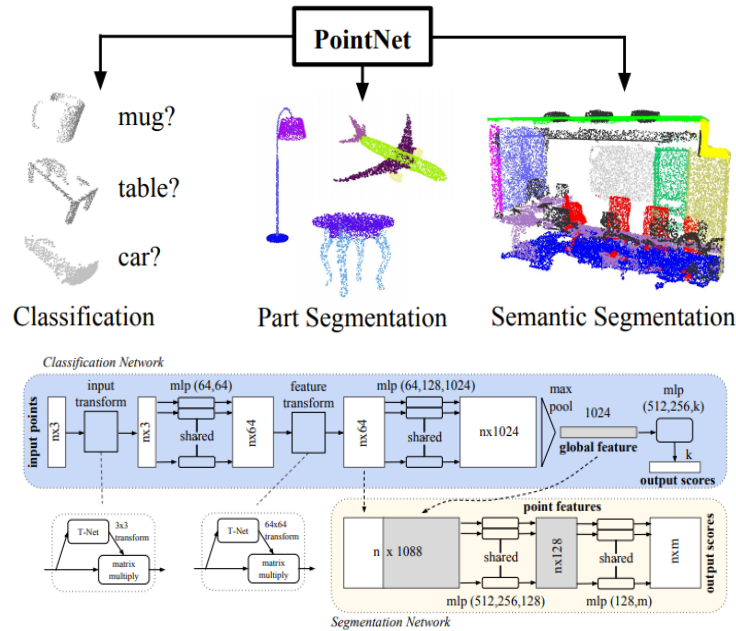 PointNet
mug?
table?
car?
Classification
Part Segmentation
Semantic Segmentation
Classification Network
input points
nx3
input
transform
nx3
mlp (64,64)
shared
nx64
feature
transform
nx64
mlp (64,128,1024)
shared
nx1024
max
pool
1024
global feature
mlp
(512,256,k)
k
output scores
T-Net
3x3
transform
matrix
multiply
T-Net
64x64
transform
matrix
multiply
point features
n x 1088
shared
mlp (512,256,128)
nx128
shared
mlp (128,m)
nxm
output scores
Segmentation Network